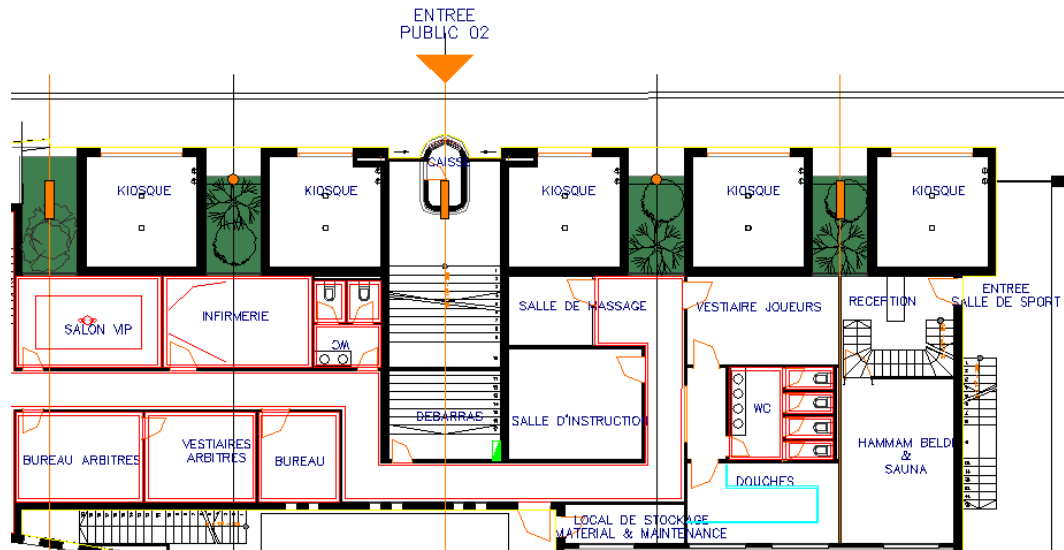 ENTREE
PUBLIC 02
CAISSE
KIOSQUE
KIOSQUE
KIOSQUE
KIOSQUE
KIOSQUE
SALON VIP
INFIRMERIE
WC
SALLE DE MASSAGE
VESTIAIRE JOUEURS
RECEPTION
ENTREE
SALLE DE SPORT
BUREAU ARBITRES
VESTIAIRES
ARBITRES
BUREAU
DEBARRAS
SALLE D'INSTRUCTION
WC
HAMMAM BELDI
&
SAUNA
DOUCHES
LOCAL DE STOCKAGE
MATERIAL & MAINTENANCE